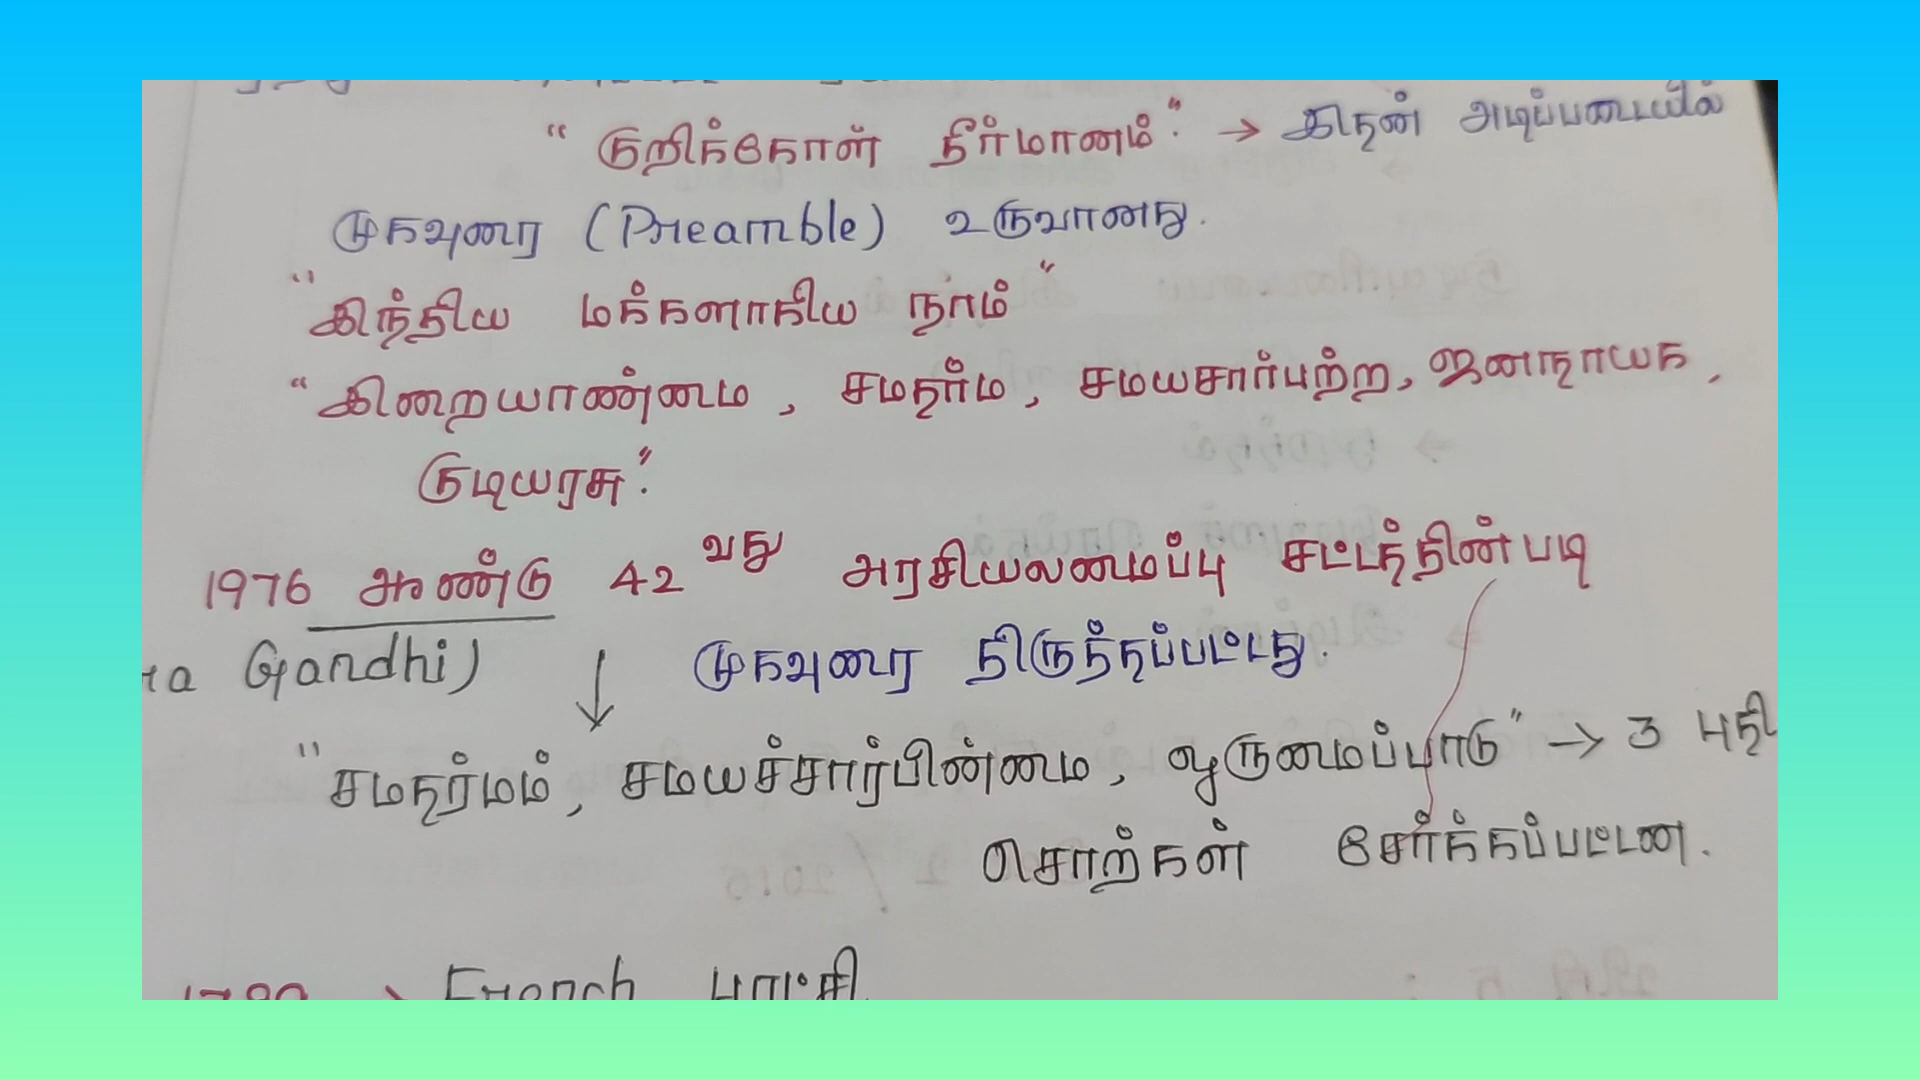 "குறிக்கோள் தீர்மானம்". → இதன் அடிப்படையில்
முகவுரை (Preamble) உருவானது.
"இந்திய மக்களாகிய நாம்"
"இறையாண்மை, சமதர்ம, சமயசார்பற்ற, ஜனநாயக,
குடியரசு".
1976 ஆண்டு 42 வது அரசியலமைப்பு சட்டத்தின்படி
Gandhi) ↓ முகவுரை திருத்தப்பட்டது.
"சமதர்மம், சமயச்சார்பின்மை, ஒருமைப்பாடு" → 3
சொற்கள் சேர்க்கப்பட்டன.
French புரட்சி